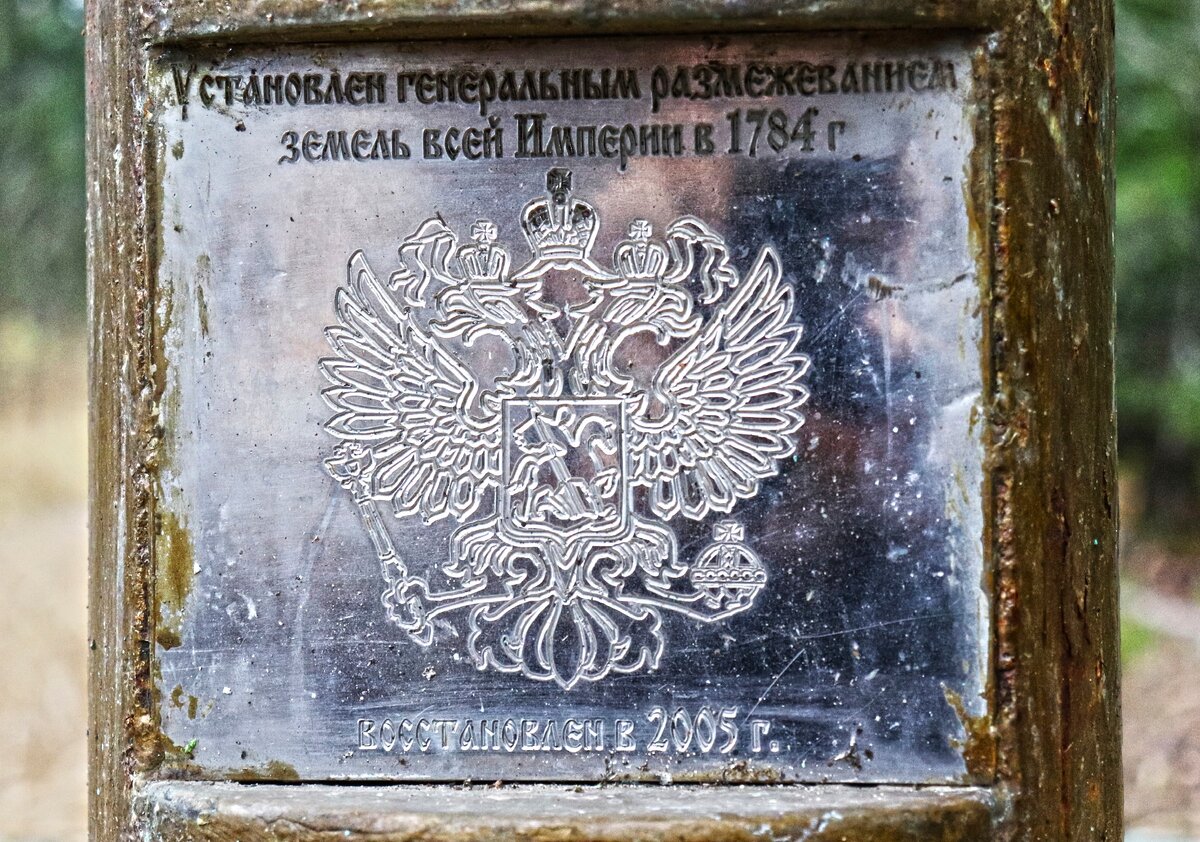 Установлен генеральным размежеванием
земель всей Империи в 1784 г
восстановлен в 2005 г.